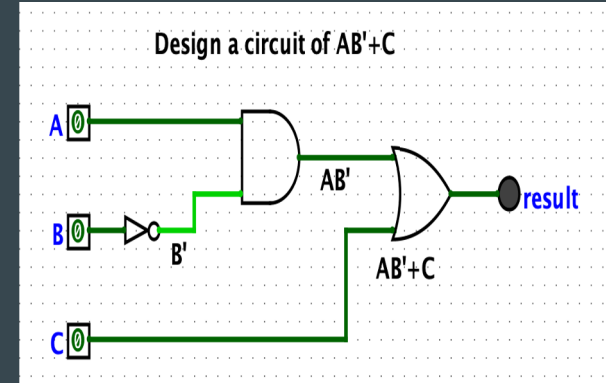 Design a circuit of AB'+C
A 0
AB'
result
B 0
B'
AB'+C
C 0